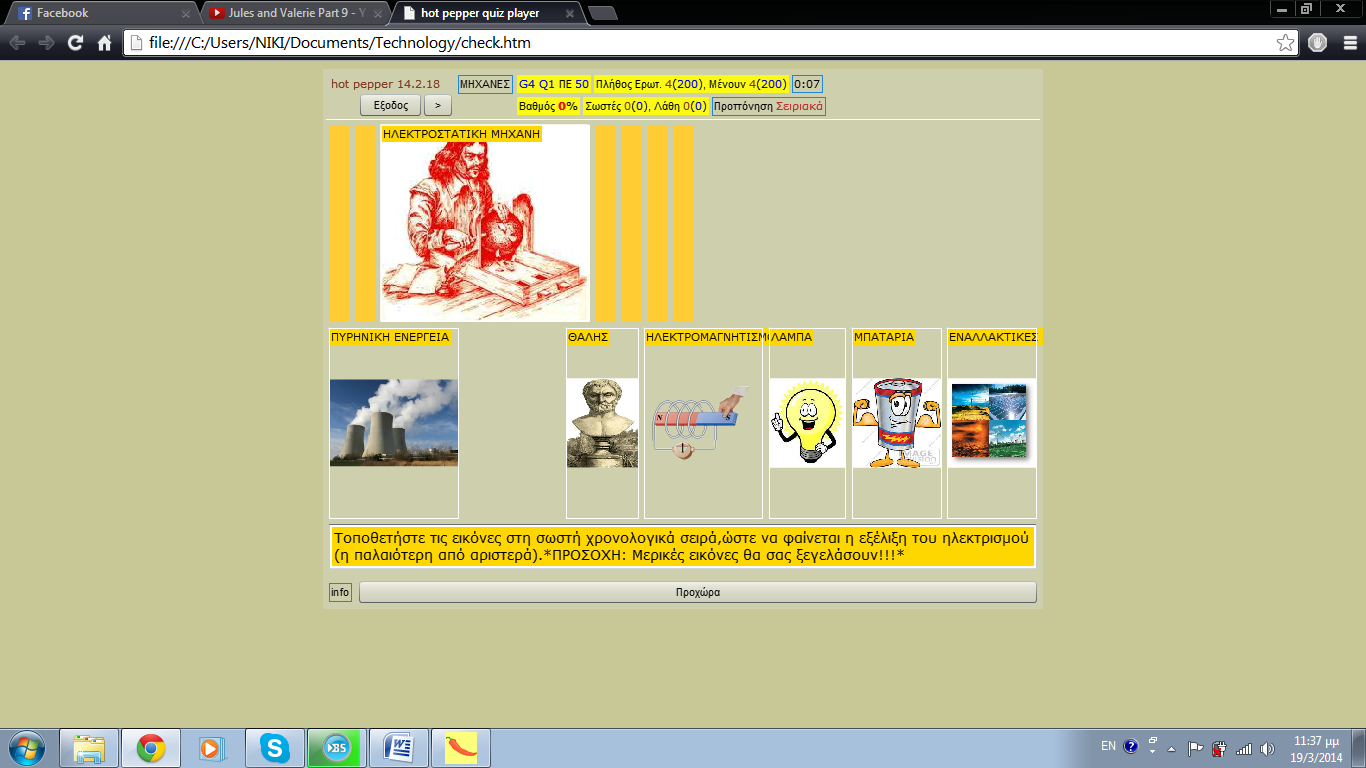 Facebook
Jules and Valerie Part 9 - Y
hot pepper quiz player
file:///C:/Users/NIKI/Documents/Technology/check.htm
hot pepper 14.2.18 ΜΗΧΑΝΕΣ G4 Q1 ΠΕ 50 Πλήθος Ερωτ. 4(200), Μένουν 4(200) 0:07
Εξοδος > Βαθμός 0% Σωστές 0(0), Λάθη 0(0) Προπόνηση Σειριακά
ΗΛΕΚΤΡΟΣΤΑΤΙΚΗ ΜΗΧΑΝΗ
ΠΥΡΗΝΙΚΗ ΕΝΕΡΓΕΙΑ ΘΑΛΗΣ ΗΛΕΚΤΡΟΜΑΓΝΗΤΙΣΜΟ ΛΑΜΠΑ ΜΠΑΤΑΡΙΑ ΕΝΑΛΛΑΚΤΙΚΕΣ
N S
IMAGE
Τοποθετήστε τις εικόνες στη σωστή χρονολογικά σειρά,ώστε να φαίνεται η εξέλιξη του ηλεκτρισμού
(η παλαιότερη από αριστερά).*ΠΡΟΣΟΧΗ: Μερικές εικόνες θα σας ξεγελάσουν!!!*
info Προχώρα
EN 11:37 μμ
19/3/2014